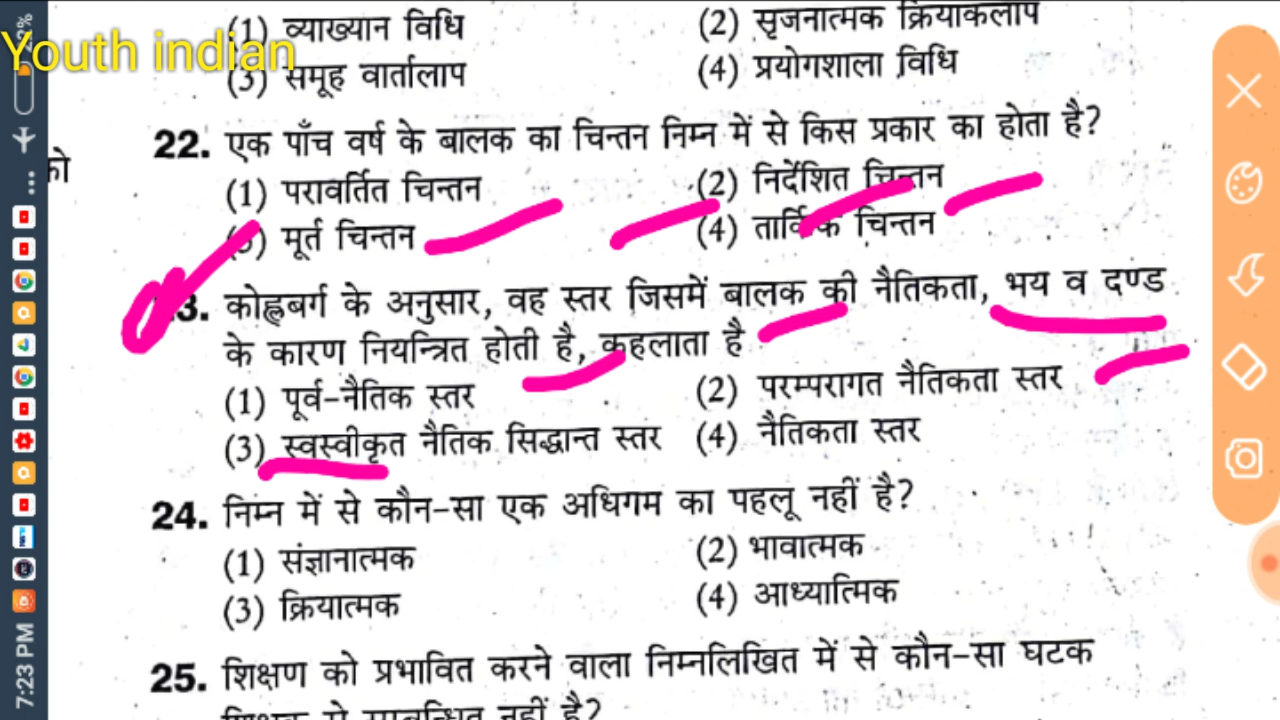 (1) व्याख्यान विधि (2) सृजनात्मक क्रियाकलाप
Youth indian
(3) समूह वार्तालाप (4) प्रयोगशाला विधि
22. एक पाँच वर्ष के बालक का चिन्तन निम्न में से किस प्रकार का होता है?
(1) परावर्तित चिन्तन (2) निर्देशित चिन्तन
मूर्त चिन्तन (4) तार्किक चिन्तन
3. कोह्लबर्ग के अनुसार, वह स्तर जिसमें बालक की नैतिकता, भय व दण्ड
के कारण नियन्त्रित होती है, कहलाता है
(1) पूर्व-नैतिक स्तर (2) परम्परागत नैतिकता स्तर
(3) स्वस्वीकृत नैतिक सिद्धान्त स्तर (4) नैतिकता स्तर
24. निम्न में से कौन-सा एक अधिगम का पहलू नहीं है?
(1) संज्ञानात्मक (2) भावात्मक
(3) क्रियात्मक (4) आध्यात्मिक
25. शिक्षण को प्रभावित करने वाला निम्नलिखित में से कौन-सा घटक
नहीं है?
7:23 PM